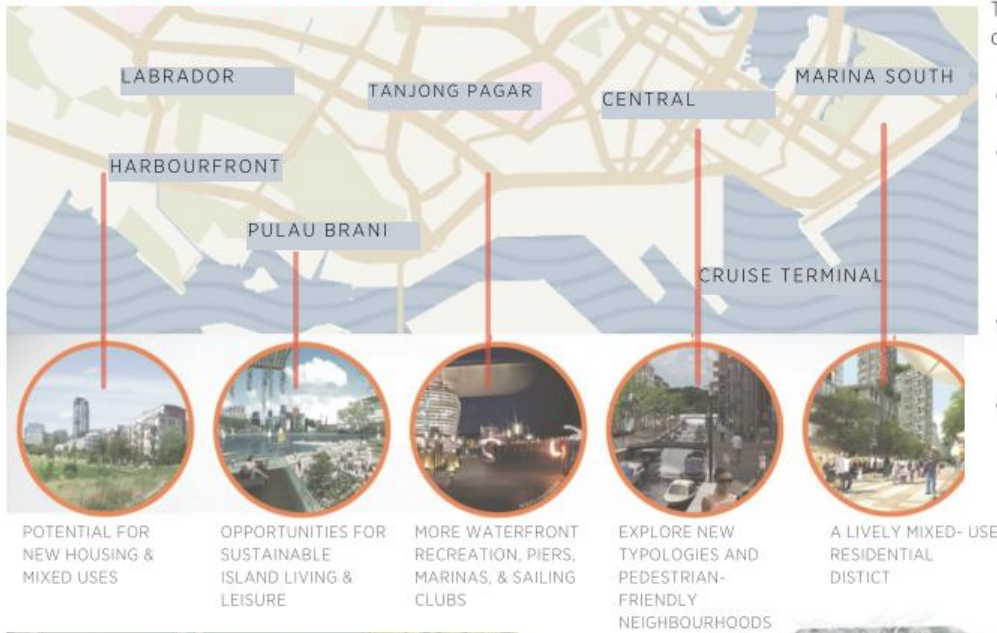 LABRADOR
TANJONG PAGAR
CENTRAL
MARINA SOUTH
HARBOURFRONT
PULAU BRANI
CRUISE TERMINAL
POTENTIAL FOR
NEW HOUSING &
MIXED USES
OPPORTUNITIES FOR
SUSTAINABLE
ISLAND LIVING &
LEISURE
MORE WATERFRONT
RECREATION, PIERS,
MARINAS, & SAILING
CLUBS
EXPLORE NEW
TYPOLOGIES AND
PEDESTRIAN-
FRIENDLY
NEIGHBOURHOODS
A LIVELY MIXED- USE
RESIDENTIAL
DISTICT